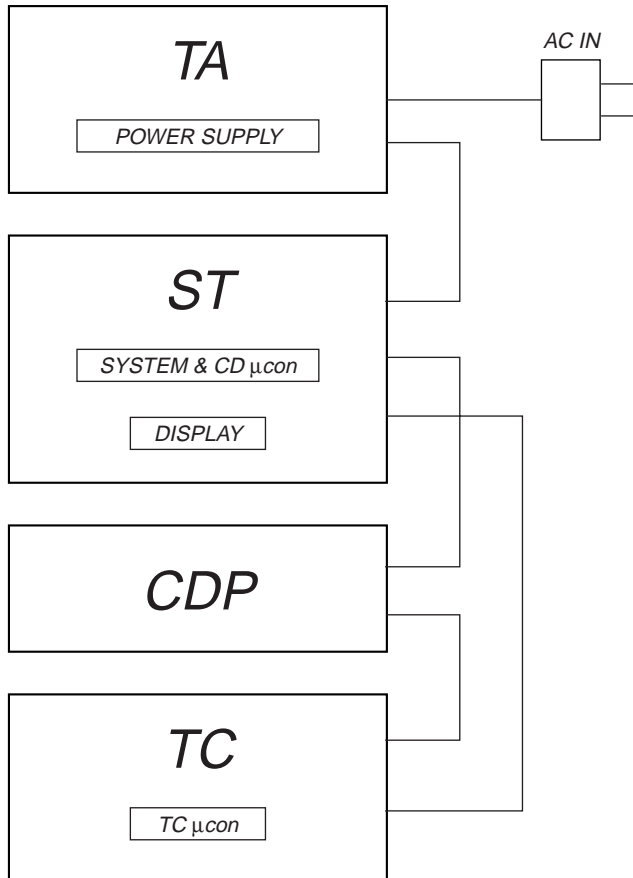 TA
AC IN
POWER SUPPLY
ST
SYSTEM & CD μcon
DISPLAY
CDP
TC
TC μcon